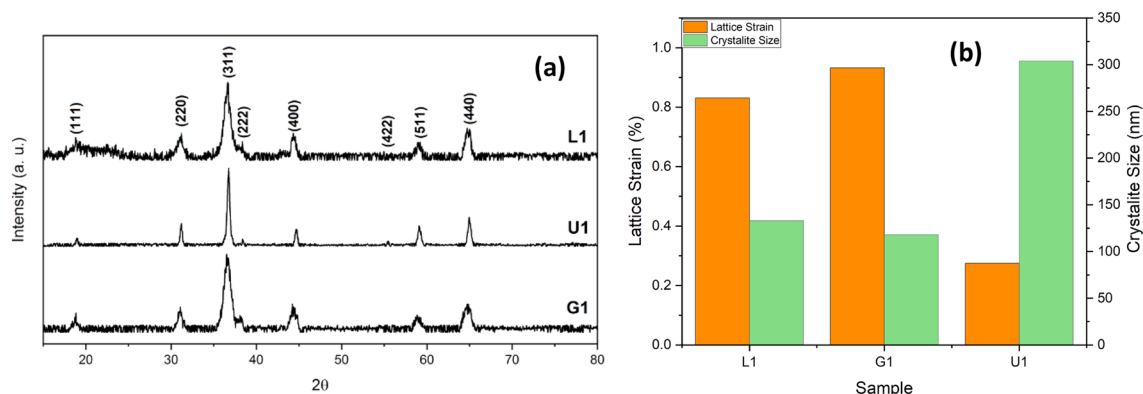 (a)
(111)
(220)
(311)
(222)
(400)
(422)
(511)
(440)
L1
U1
G1
Intensity (a. u.)
20
30
40
50
60
70
80
2θ
(b)
Lattice Strain
Crystalite Size
1.0
0.8
0.6
0.4
0.2
0.0
Lattice Strain (%)
350
300
250
200
150
100
50
0
Crystalite Size (nm)
L1
G1
U1
Sample